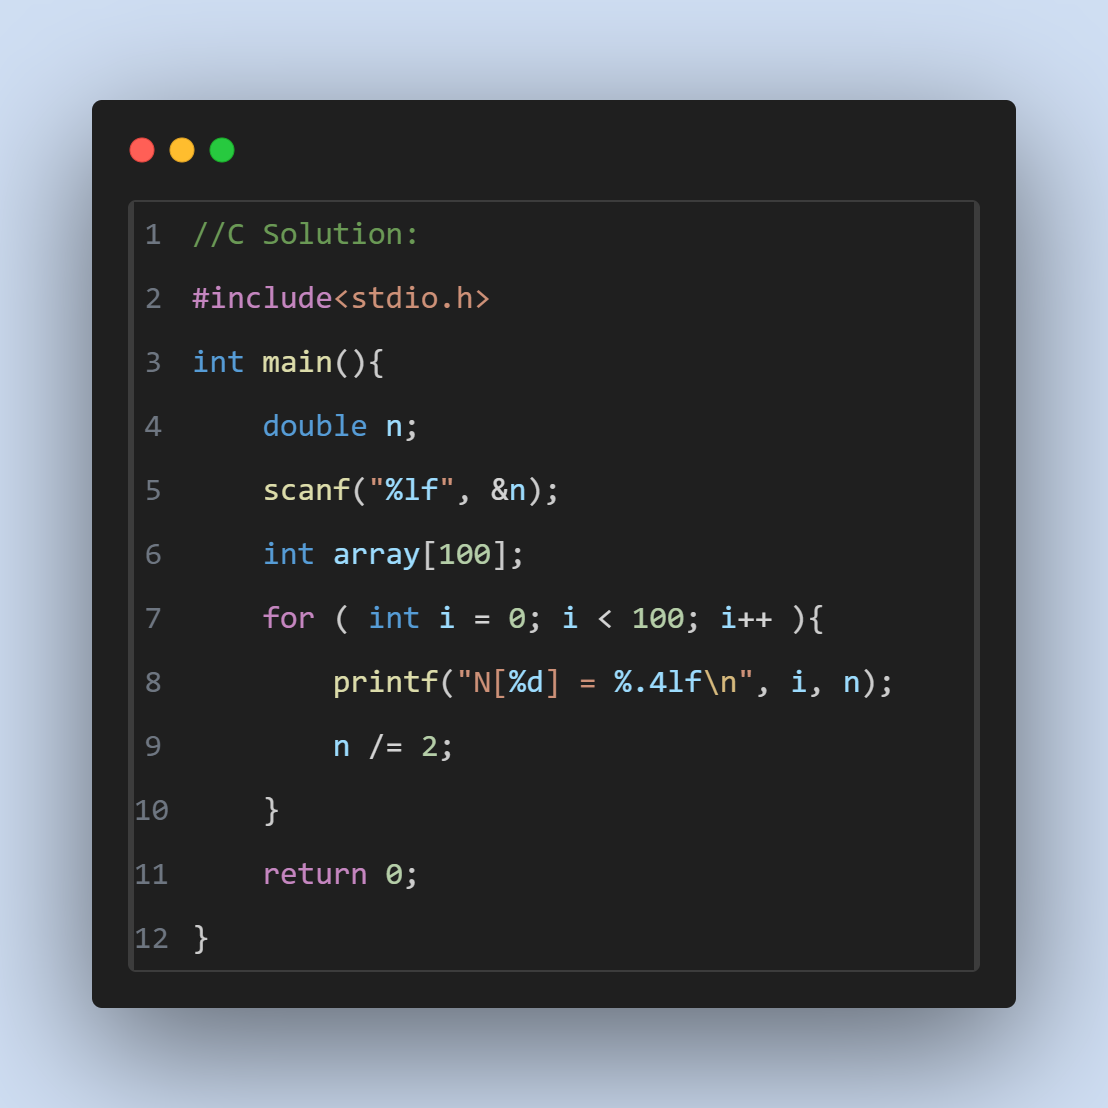 1 //C Solution:
2 #include<stdio.h>
3 int main(){
4     double n;
5     scanf("%lf", &n);
6     int array[100];
7     for ( int i = 0; i < 100; i++ ){
8         printf("N[%d] = %.4lf\n", i, n);
9         n /= 2;
10     }
11     return 0;
12 }